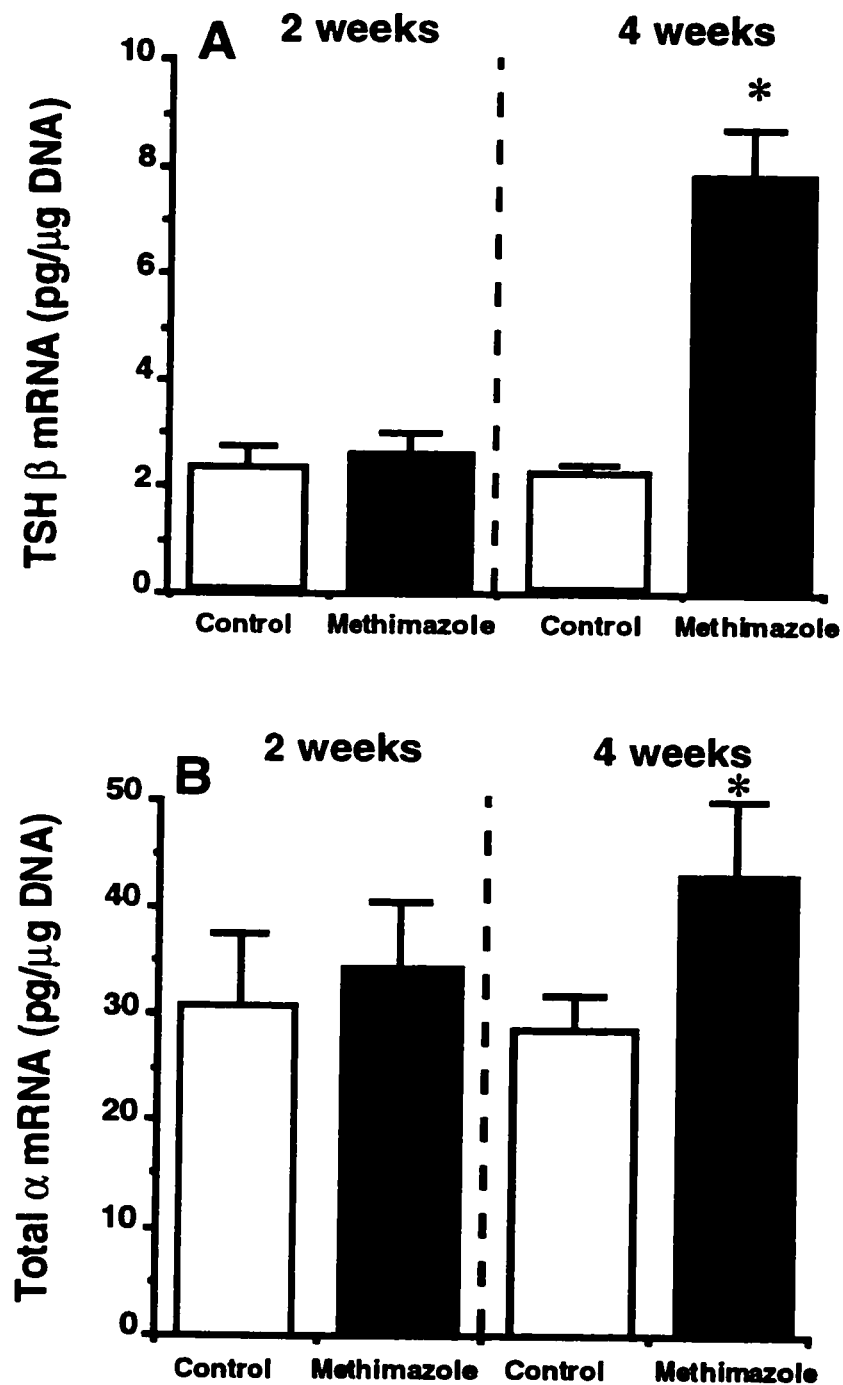 A 2 weeks 4 weeks
TSH β mRNA (pg/μg DNA)
10
8
6
4
2
0
*
Control Methimazole Control Methimazole
B 2 weeks 4 weeks
Total α mRNA (pg/μg DNA)
50
40
30
20
10
0
*
Control Methimazole Control Methimazole